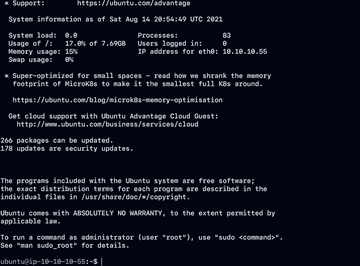 * Support:        https://ubuntu.com/advantage
System information as of Sat Aug 14 20:54:49 UTC 2021
System load:  0.0                Processes:           83
Usage of /:   17.0% of 7.69GB    Users logged in:     0
Memory usage: 15%                IP address for eth0: 10.10.10.55
Swap usage:   0%
* Super-optimized for small spaces - read how we shrank the memory
footprint of MicroK8s to make it the smallest full K8s around.
https://ubuntu.com/blog/microk8s-memory-optimisation
Get cloud support with Ubuntu Advantage Cloud Guest:
http://www.ubuntu.com/business/services/cloud
266 packages can be updated.
178 updates are security updates.
The programs included with the Ubuntu system are free software;
the exact distribution terms for each program are described in the
individual files in /usr/share/doc/*/copyright.
Ubuntu comes with ABSOLUTELY NO WARRANTY, to the extent permitted by
applicable law.
To run a command as administrator (user "root"), use "sudo <command>".
See "man sudo_root" for details.
ubuntu@ip-10-10-10-55:~$